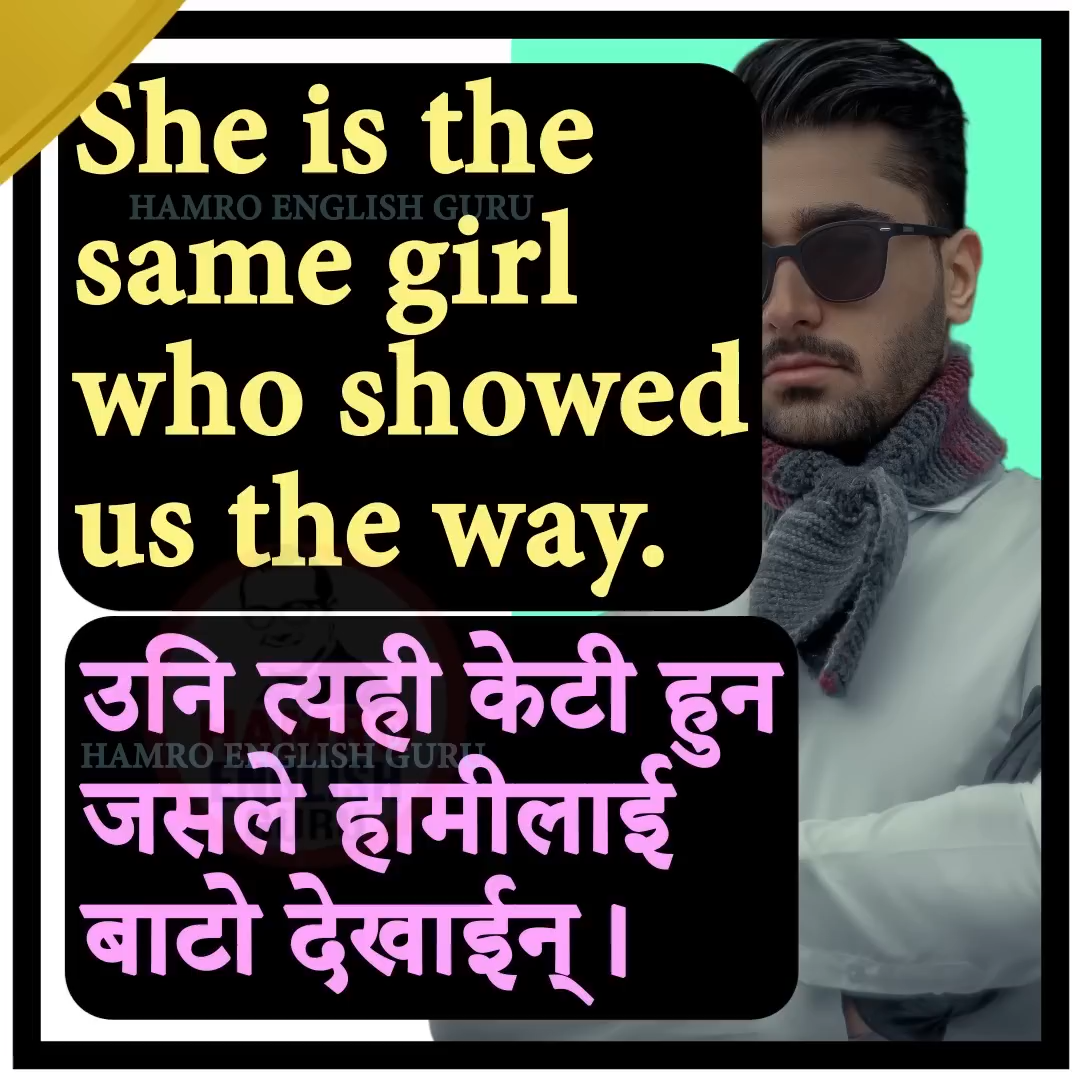 She is the
HAMRO ENGLISH GURU
same girl
who showed
us the way.
उनि त्यही केटी हुन
HAMRO ENGLISH GURU
जसले हामीलाई
बाटो देखाईन् ।